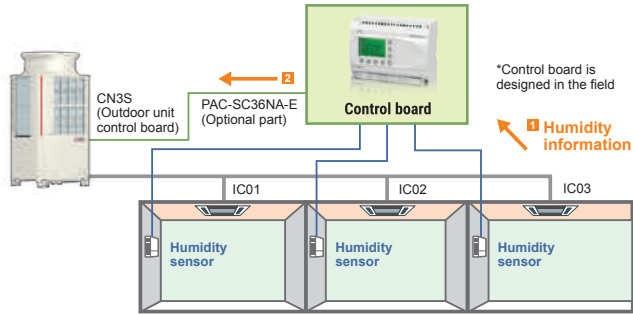 2
CN3S
(Outdoor unit
control board)
PAC-SC36NA-E
(Optional part)
Control board
*Control board is
designed in the field
1 Humidity
information
IC01
IC02
IC03
Humidity
sensor
Humidity
sensor
Humidity
sensor